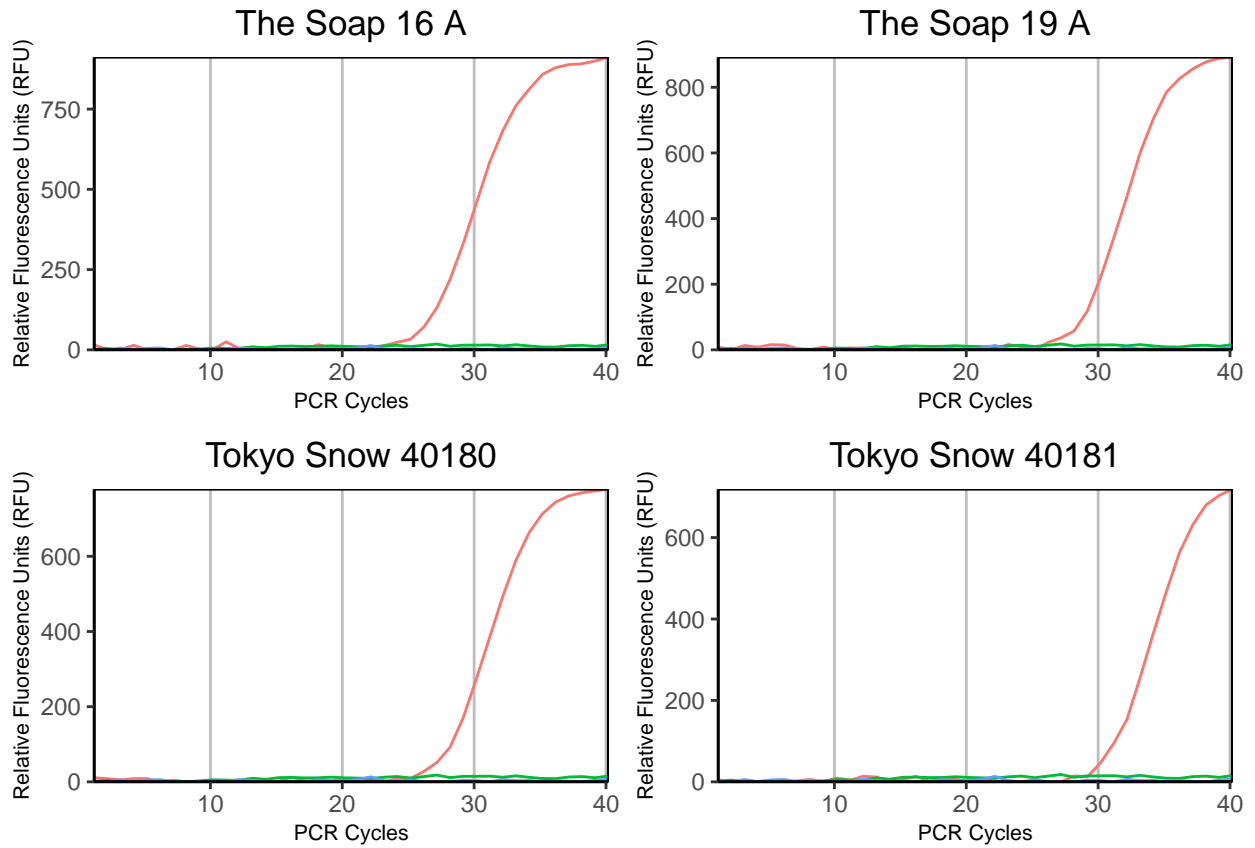 The Soap 16 A
Relative Fluorescence Units (RFU)
750
500
250
0
10
20
30
40
PCR Cycles
The Soap 19 A
Relative Fluorescence Units (RFU)
800
600
400
200
0
10
20
30
40
PCR Cycles
Tokyo Snow 40180
Relative Fluorescence Units (RFU)
600
400
200
0
10
20
30
40
PCR Cycles
Tokyo Snow 40181
Relative Fluorescence Units (RFU)
600
400
200
0
10
20
30
40
PCR Cycles